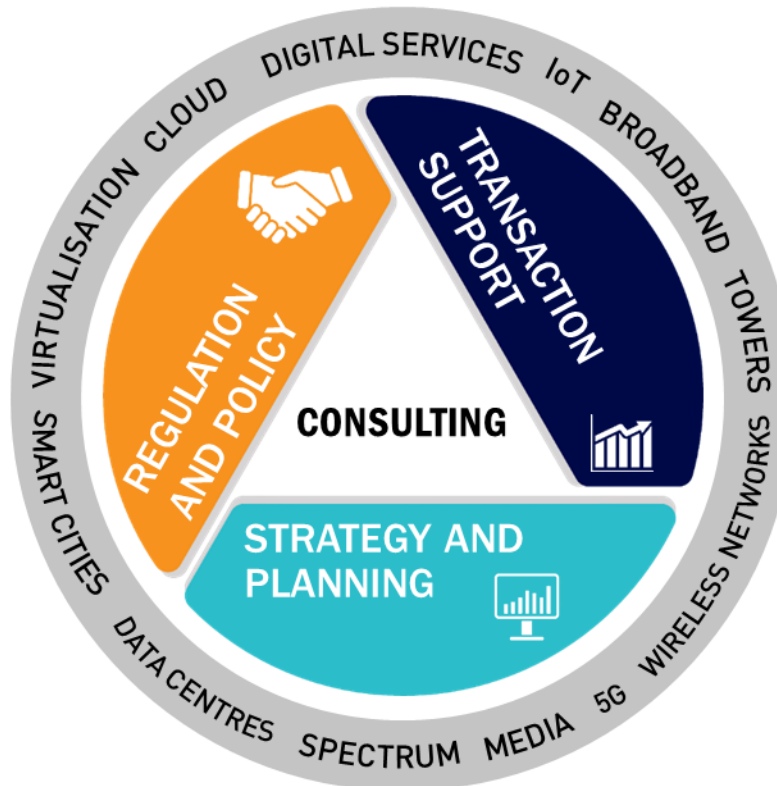 DIGITAL SERVICES
IoT
BROADBAND
TOWERS
WIRELESS NETWORKS
5G
MEDIA
SPECTRUM
DATA CENTRES
SMART CITIES
VIRTUALISATION
CLOUD
REGULATION
AND POLICY
TRANSACTION
SUPPORT
CONSULTING
STRATEGY AND
PLANNING